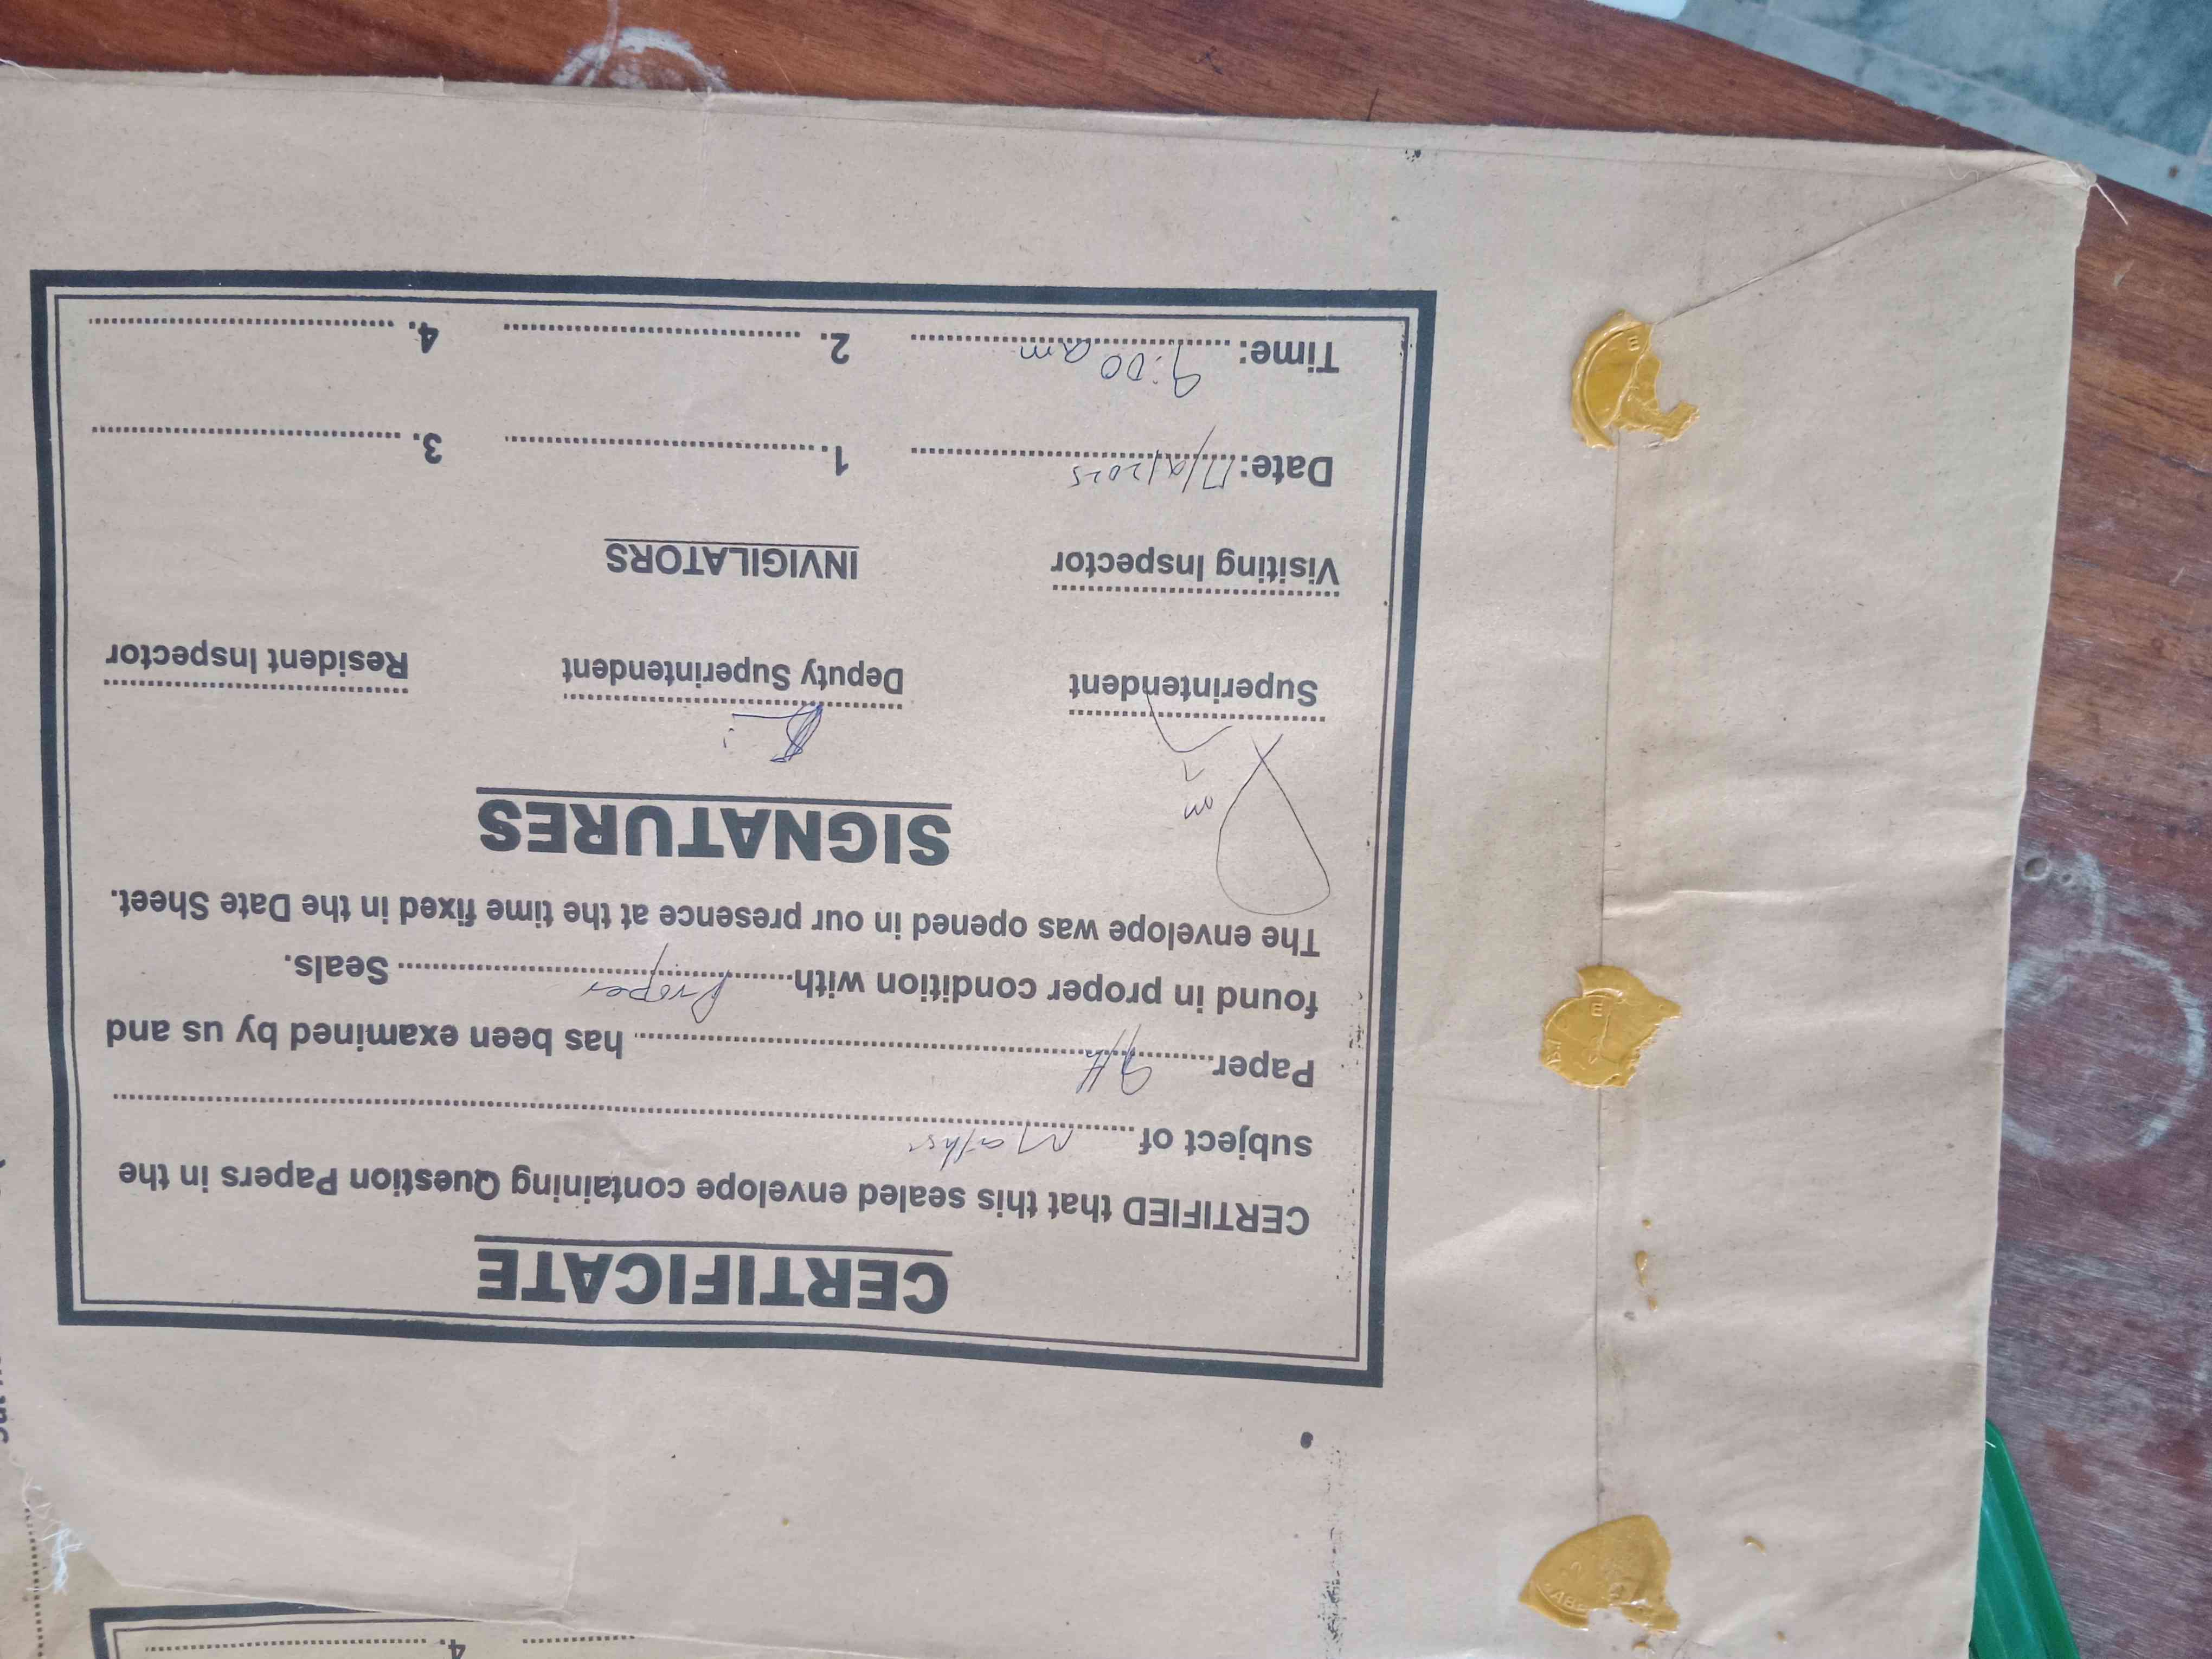 CERTIFICATE
CERTIFIED that this sealed envelope containing Question Papers in the
subject of Maths
Paper 9th has been examined by us and
found in proper condition with Proper Seals.
The envelope was opened in our presence at the time fixed in the Date Sheet.
SIGNATURES
Superintendent Deputy Superintendent Resident Inspector
Visiting Inspector INVIGILATORS
Date: 1. 3.
Time: 9:00 am 2. 4.
4.